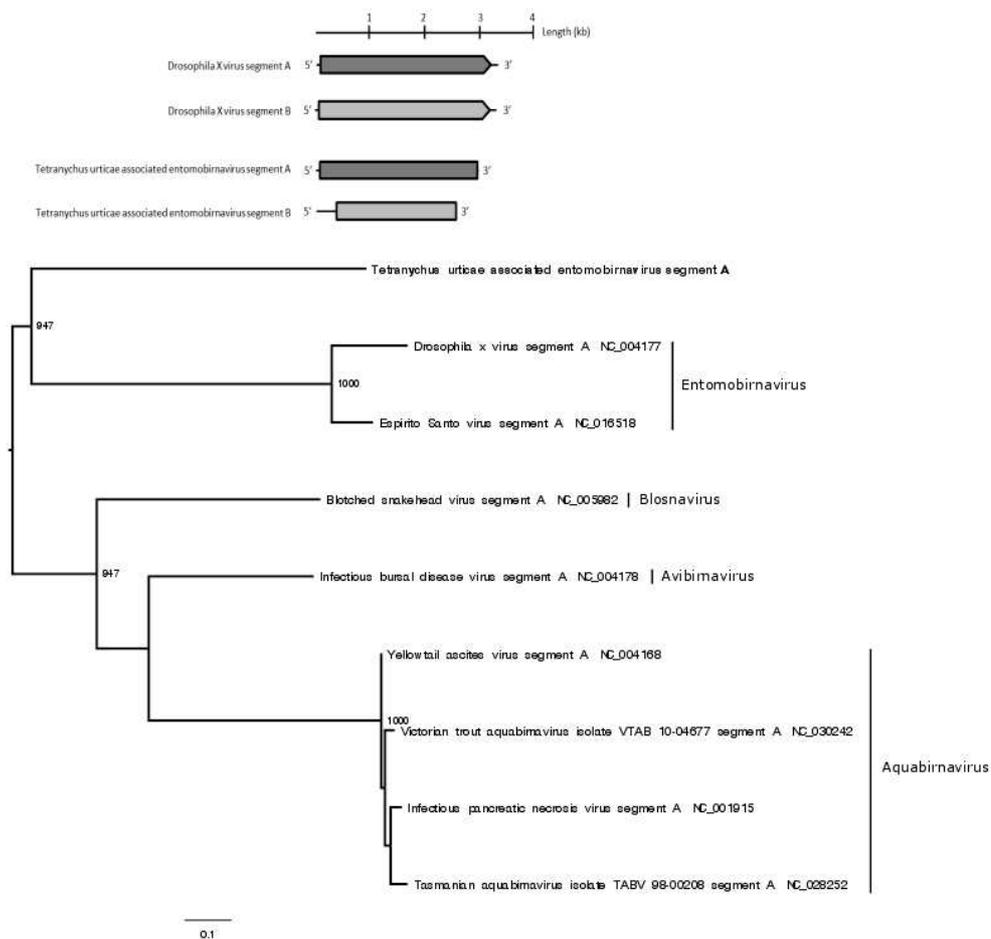 1 2 3 4
Length (kb)
Drosophila X virus segment A 5' 3'
Drosophila X virus segment B 5' 3'
Tetranychus urticae associated entomobirnavirus segment A 5' 3'
Tetranychus urticae associated entomobirnavirus segment B 5' 3'
Tetranychus urticae associated entomobirnavirus segment A
947
Drosophila x virus segment A NC_004177
1000
Entomobirnavirus
Espirito Santo virus segment A NC_016518
Blotched snakehead virus segment A NC_005982 | Blosnavirus
947
Infectious bursal disease virus segment A NC_004178 | Avibirnavirus
Yellowtail ascites virus segment A NC_004168
1000
Victorian trout aquabirnavirus isolate VTAB 10-04677 segment A NC_030242
Aquabirnavirus
Infectious pancreatic necrosis virus segment A NC_001915
Tasmanian aquabirnavirus isolate TABV 98-00208 segment A NC_028252
0.1